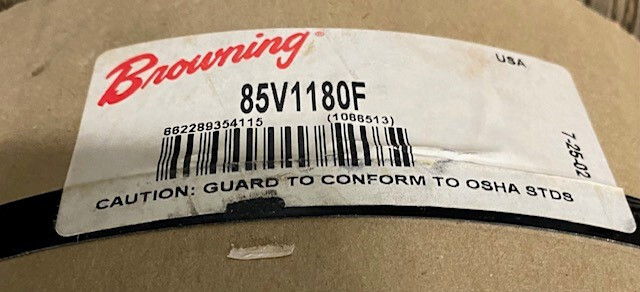 Browning
USA
85V1180F
662289354115 (1086513)
7-25-02
CAUTION: GUARD TO CONFORM TO OSHA STDS